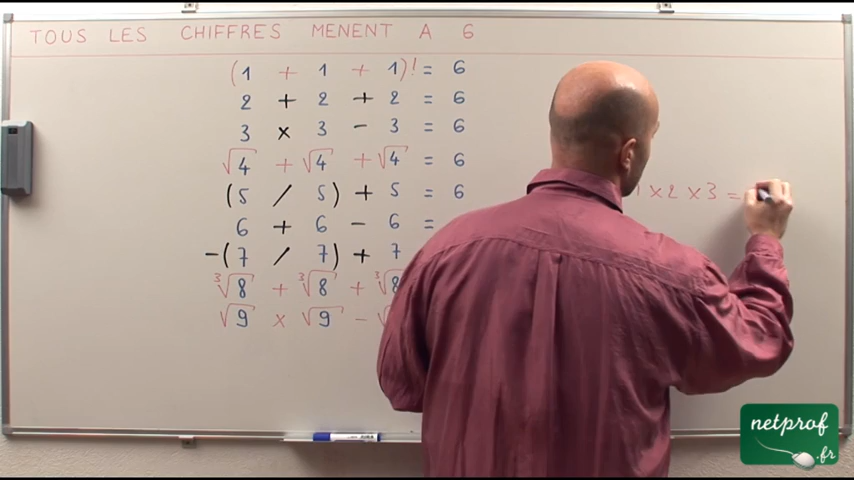 TOUS LES CHIFFRES MENENT A 6
(1 + 1 + 1)! = 6
2 + 2 + 2 = 6
3 x 3 - 3 = 6
√4 + √4 + √4 = 6
(5 / 5) + 5 = 6
6 + 6 - 6 =
-(7 / 7) + 7
∛8 + ∛8 + ∛8
√9 x √9 - √
1 x 2 x 3 =
netprof
.fr